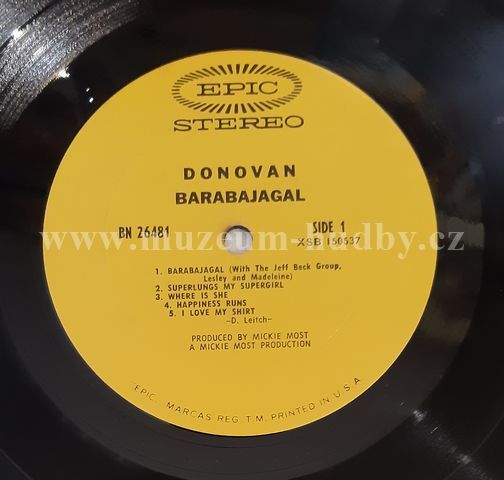 EPIC
STEREO
DONOVAN
BARABAJAGAL
BN 26481
SIDE 1
XSB 150537
www.muzeum-hudby.cz
1. BARABAJAGAL (With The Jeff Beck Group,
Lesley and Madeleine)
2. SUPERLUNGS MY SUPERGIRL
3. WHERE IS SHE
4. HAPPINESS RUNS
5. I LOVE MY SHIRT
-D. Leitch-
PRODUCED BY MICKIE MOST
A MICKIE MOST PRODUCTION
"EPIC," MARCAS REG. T.M. PRINTED IN U.S.A.